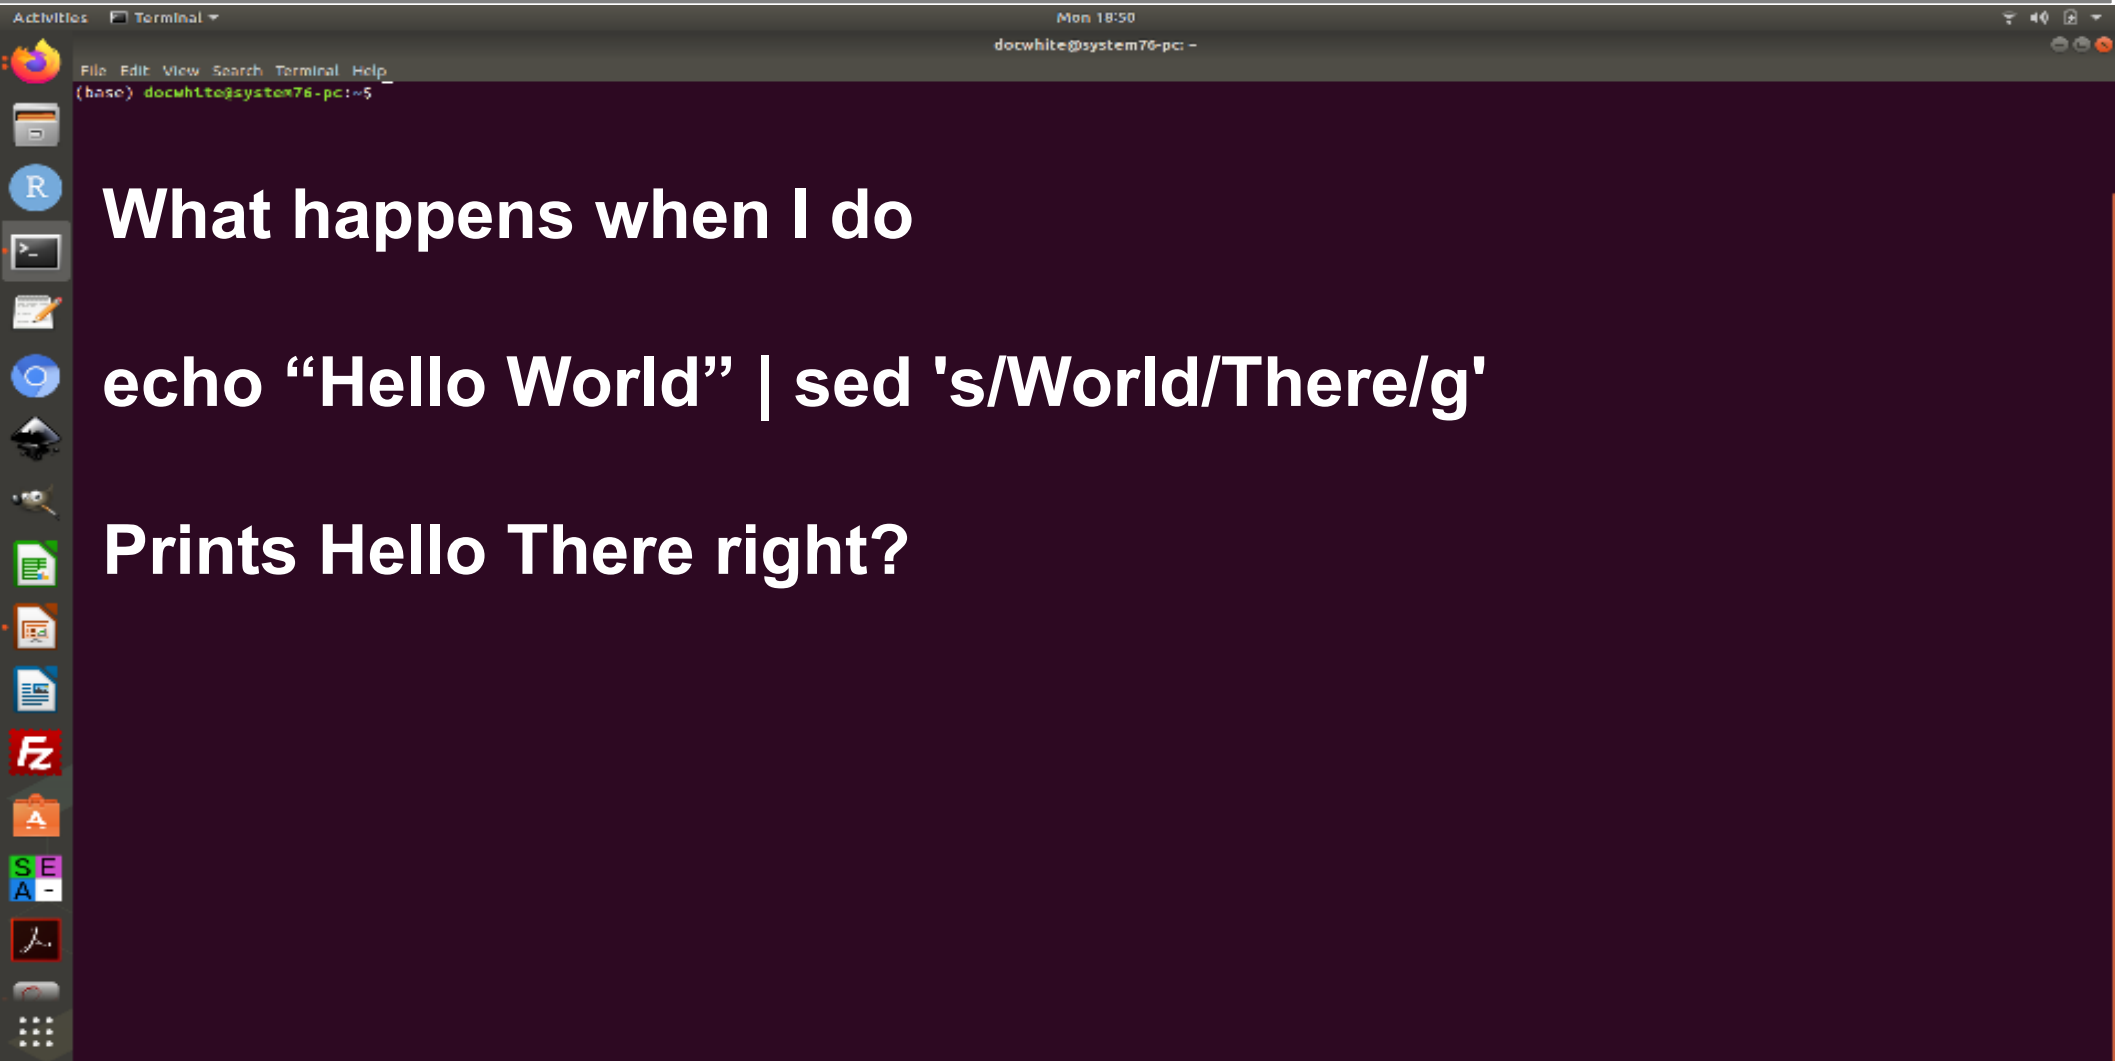 Activities Terminal Mon 18:50
docwhite@system76-pc: ~
File Edit View Search Terminal Help
(base) docwhite@system76-pc:~$
R
What happens when I do
>_
echo “Hello World” | sed 's/World/There/g'
Prints Hello There right?
Fz
A
S E
A -